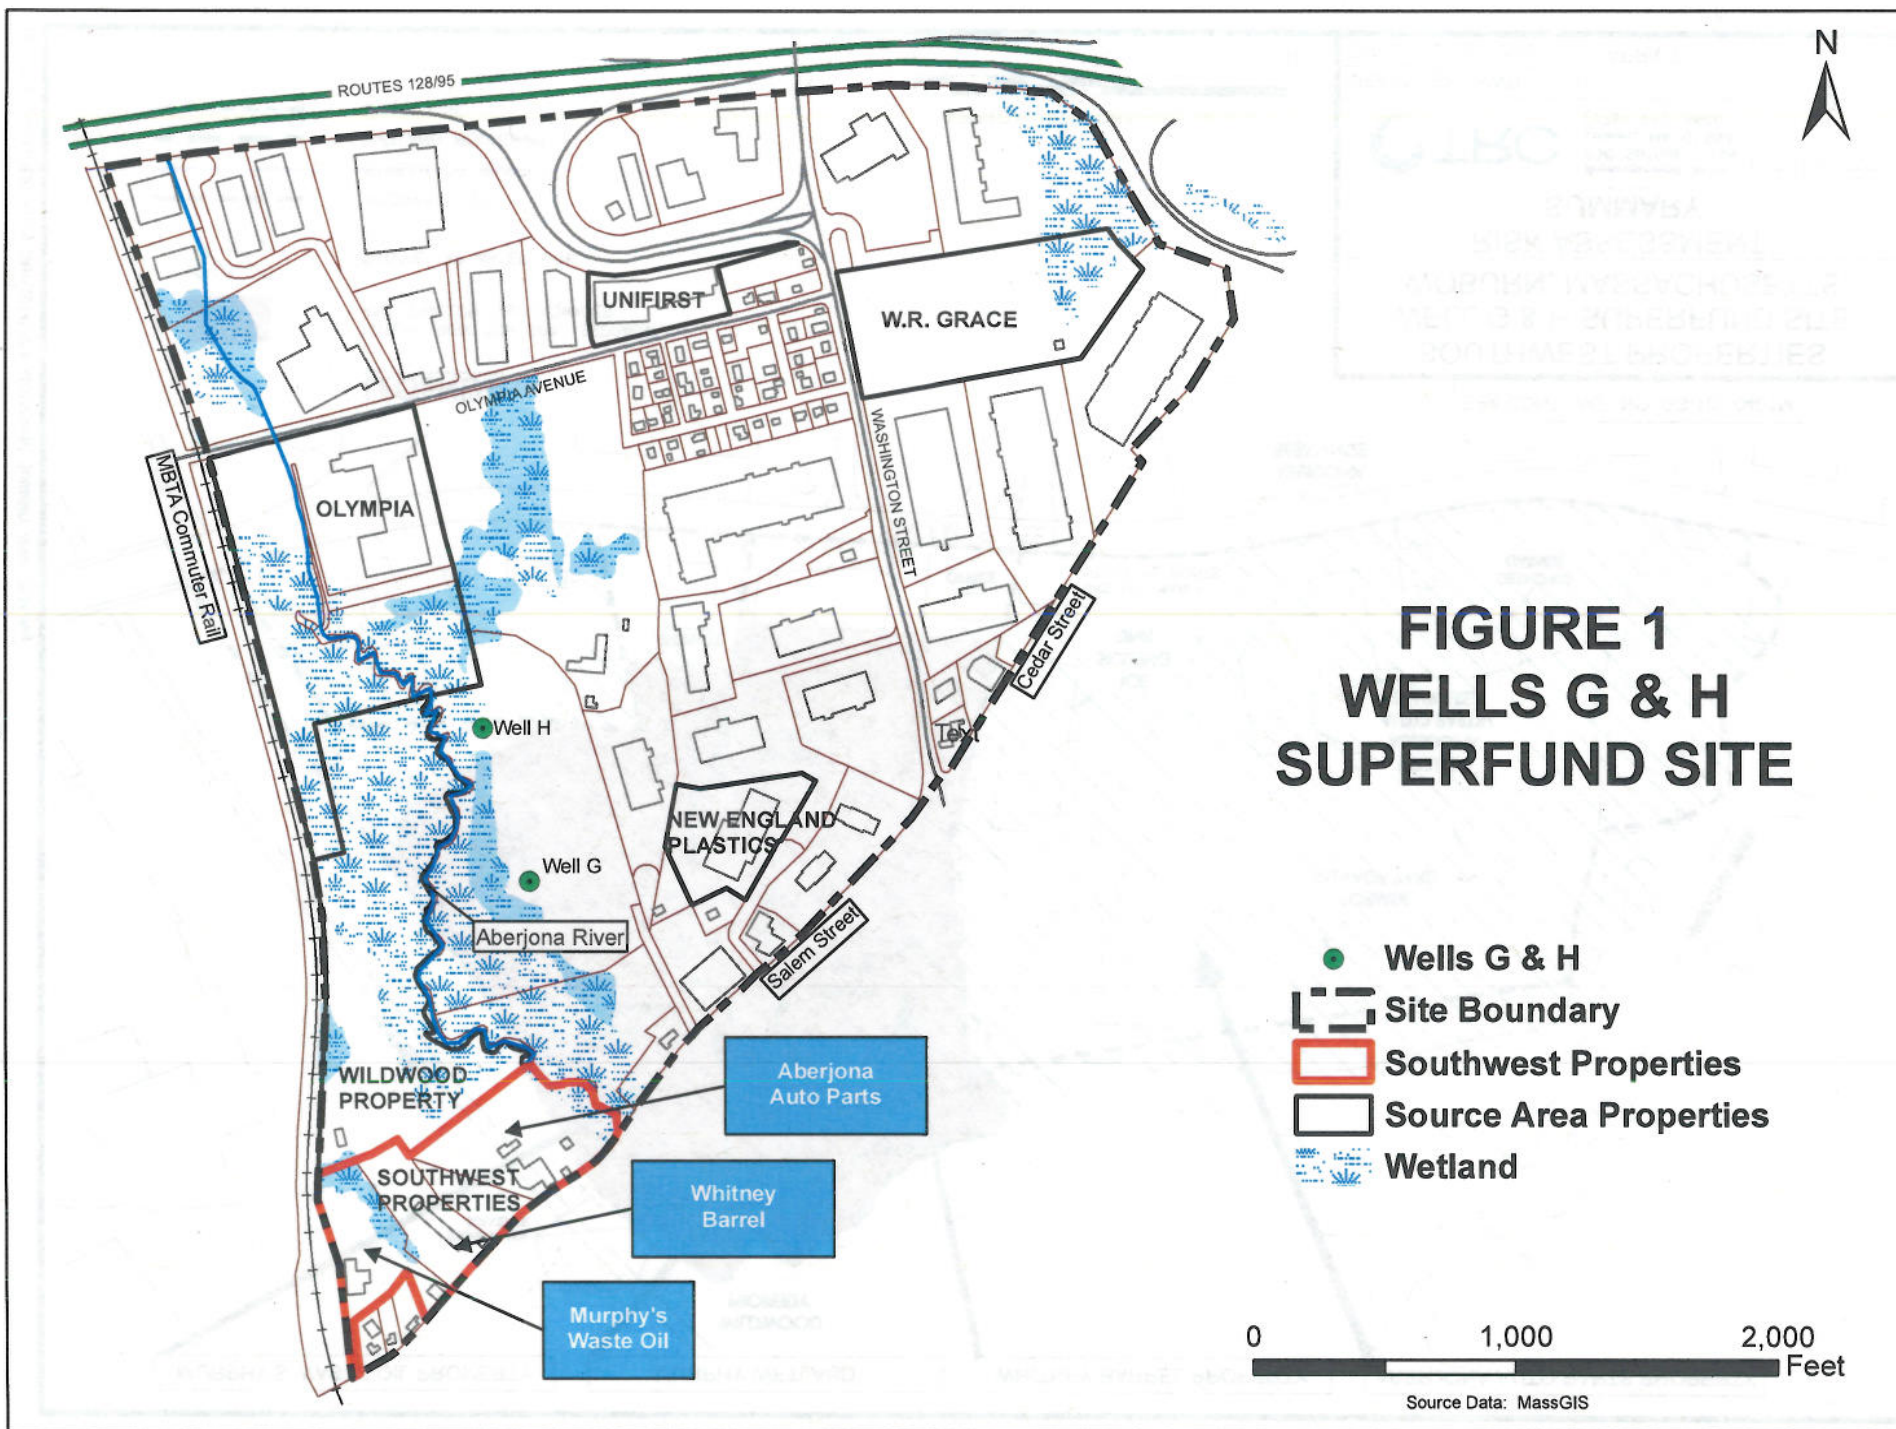 N
ROUTES 128/95
UNIFIRST
W.R. GRACE
OLYMPIA AVENUE
WASHINGTON STREET
MBTA Commuter Rail
OLYMPIA
Cedar Street
Well H
NEW ENGLAND
PLASTICS
Well G
Aberjona River
Salem Street
WILDWOOD
PROPERTY
Aberjona
Auto Parts
SOUTHWEST
PROPERTIES
Whitney
Barrel
Murphy's
Waste Oil
FIGURE 1
WELLS G & H
SUPERFUND SITE
Wells G & H
Site Boundary
Southwest Properties
Source Area Properties
Wetland
0 1,000 2,000
Feet
Source Data: MassGIS